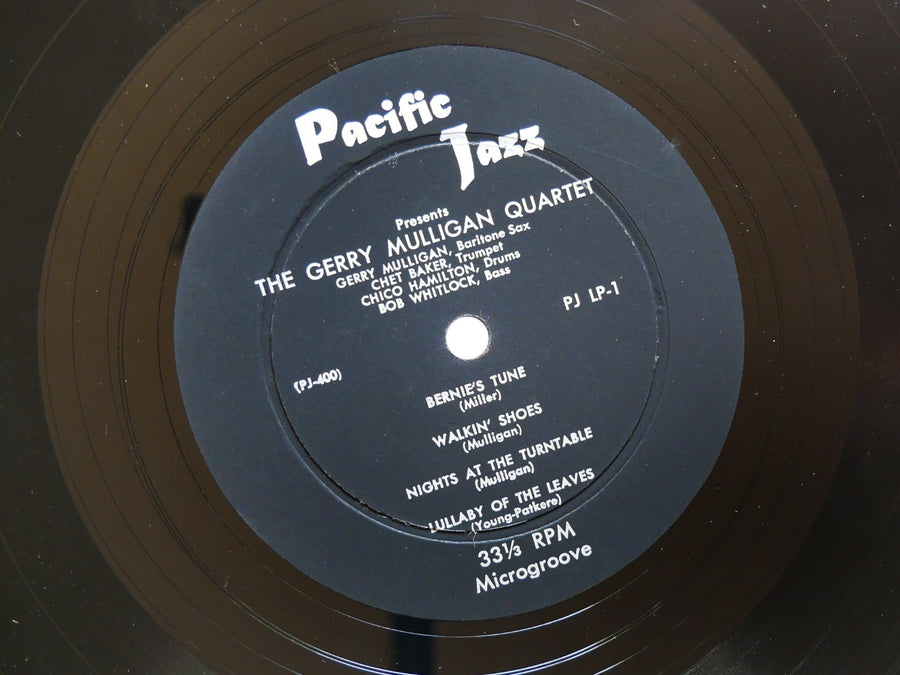 Pacific
Jazz
Presents
THE GERRY MULLIGAN QUARTET
GERRY MULLIGAN, Baritone Sax
CHET BAKER, Trumpet
CHICO HAMILTON, Drums
BOB WHITLOCK, Bass
PJ LP-1
(PJ-400)
BERNIE'S TUNE
(Miller)
WALKIN' SHOES
(Mulligan)
NIGHTS AT THE TURNTABLE
(Mulligan)
LULLABY OF THE LEAVES
(Young-Patkere)
33⅓ RPM
Microgroove